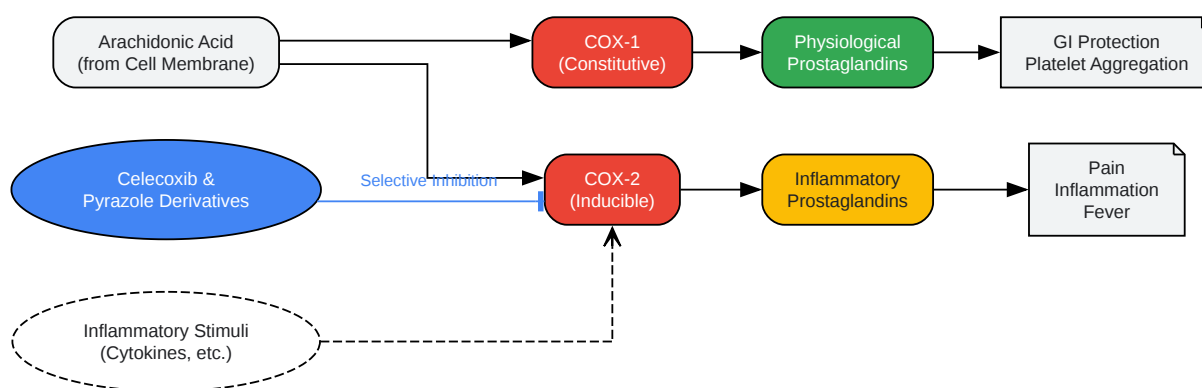 Arachidonic Acid
(from Cell Membrane)
COX-1
(Constitutive)
Physiological
Prostaglandins
GI Protection
Platelet Aggregation
Celecoxib &
Pyrazole Derivatives
Selective Inhibition
COX-2
(Inducible)
Inflammatory
Prostaglandins
Pain
Inflammation
Fever
Inflammatory Stimuli
(Cytokines, etc.)